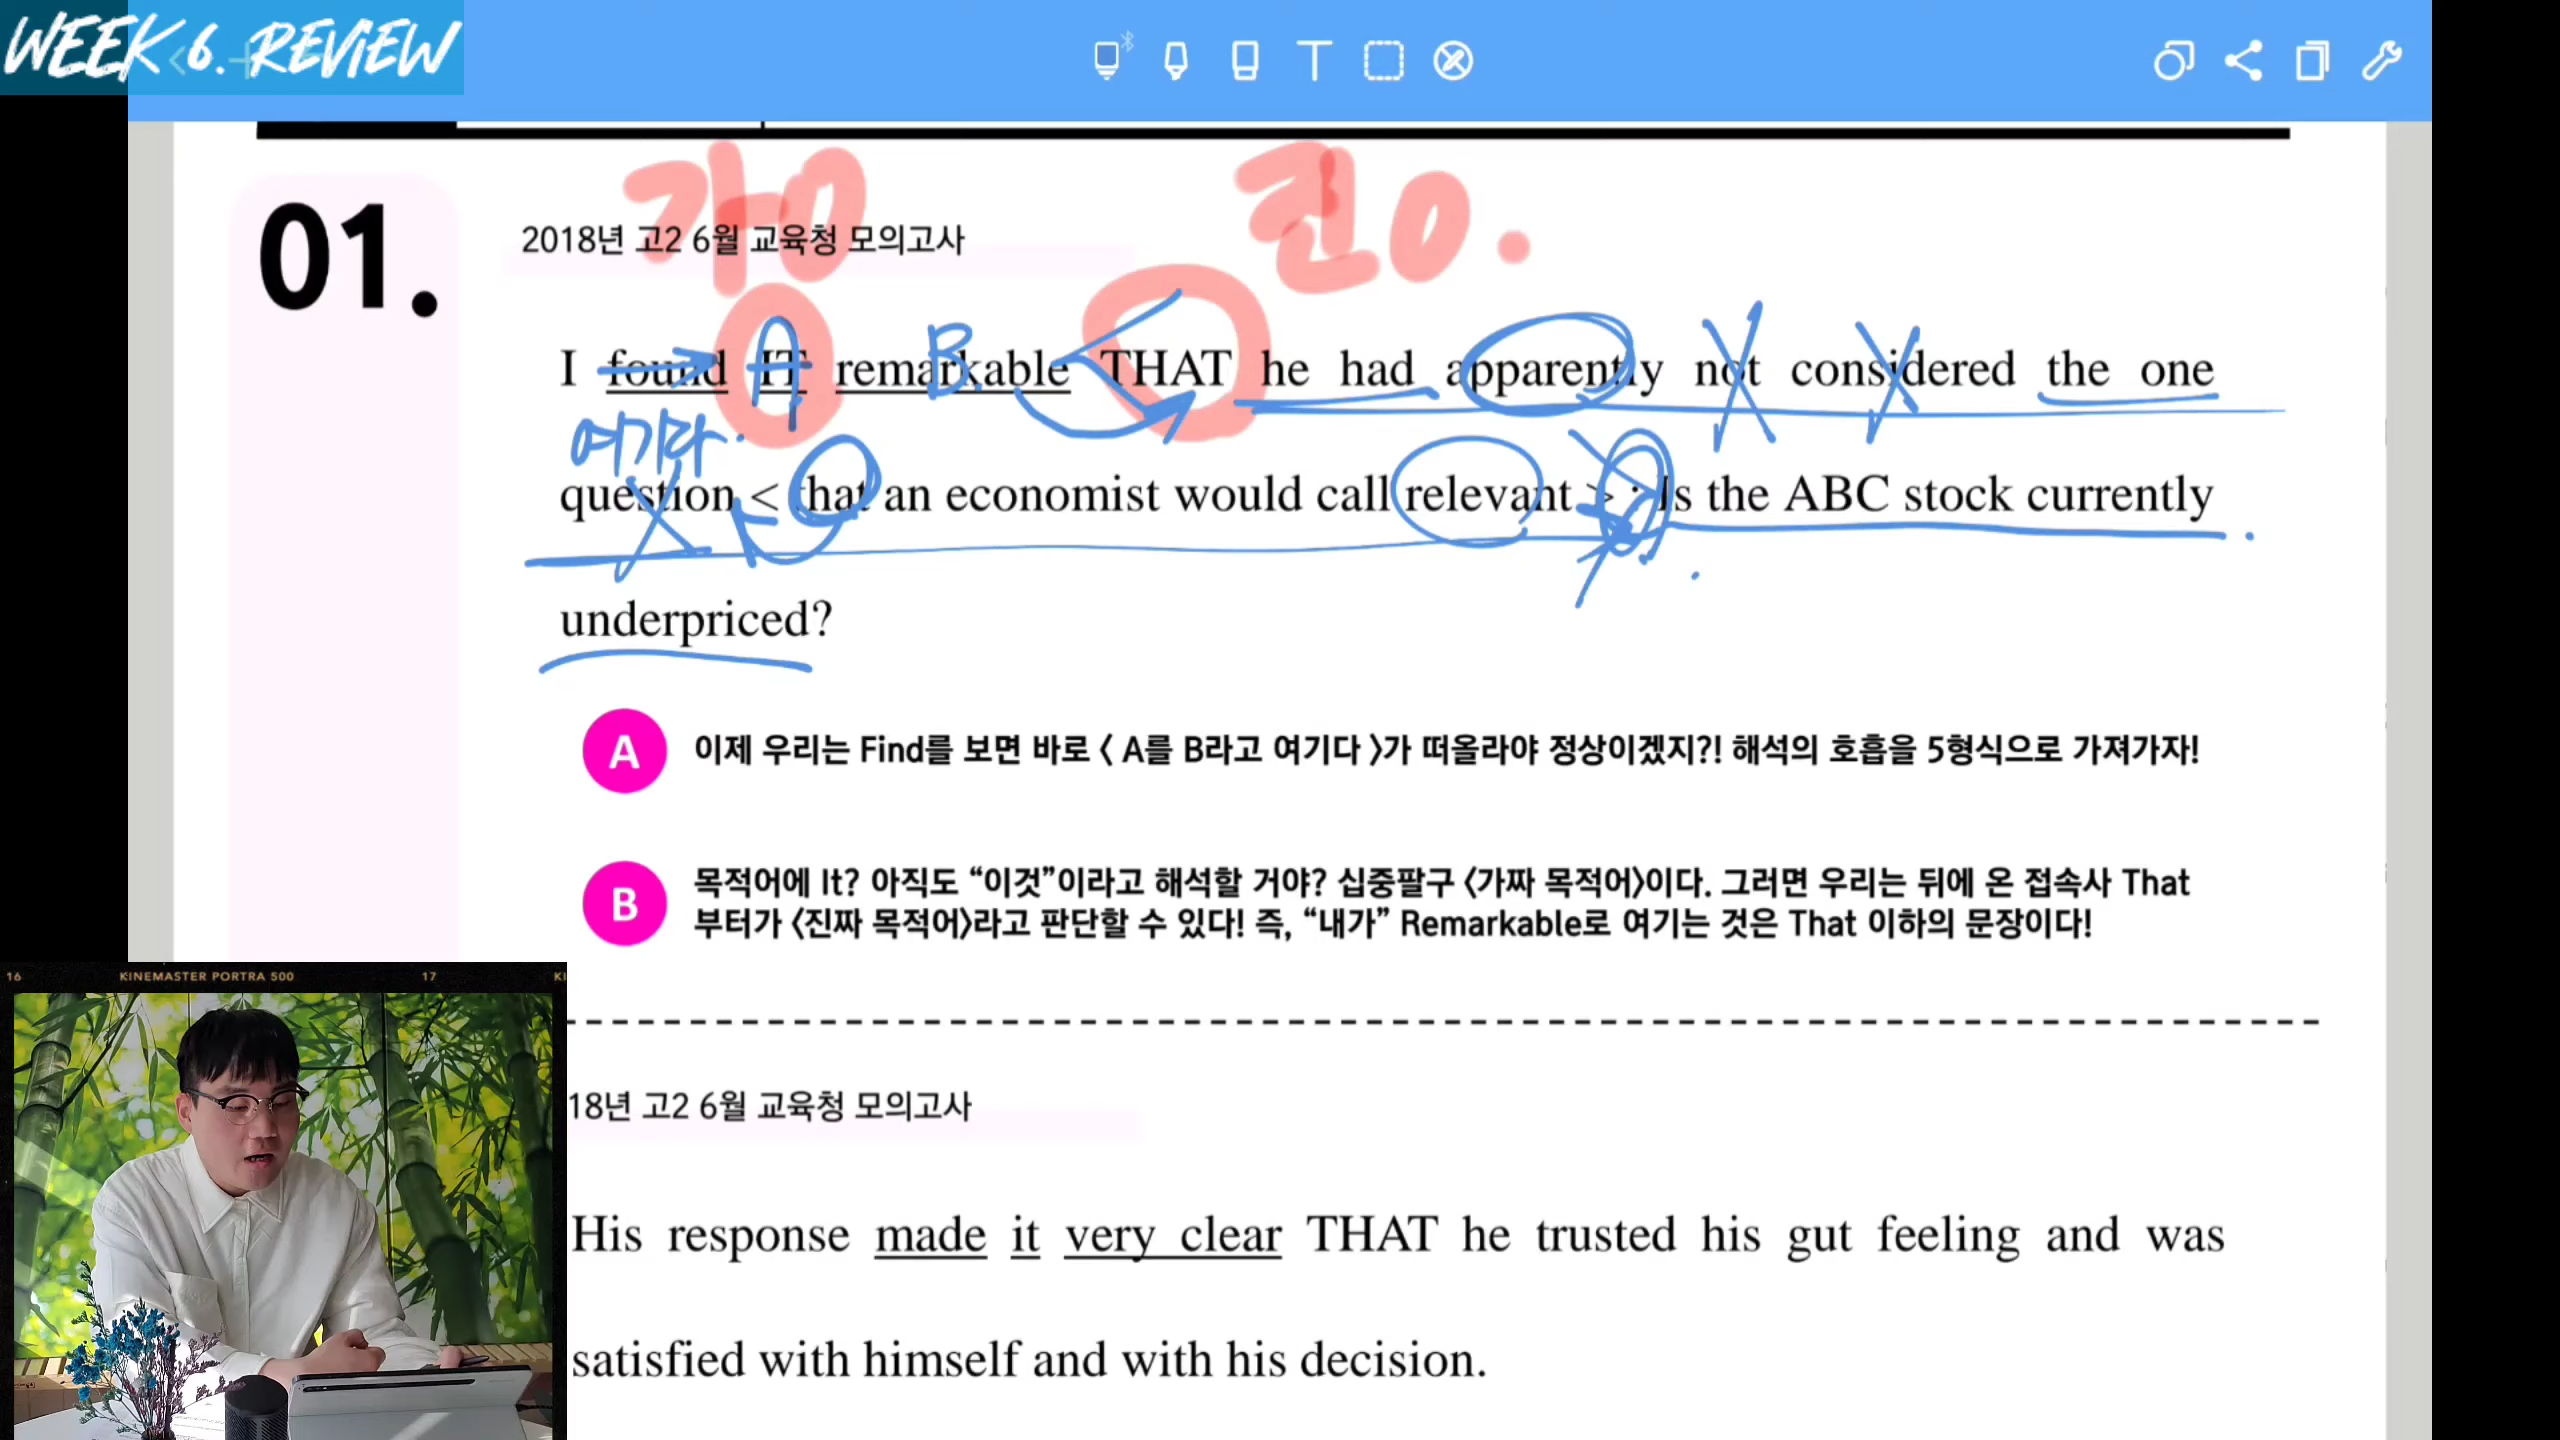 WEEK 6. REVIEW
가O
진O.
01.
2018년 고2 6월 교육청 모의고사
A B.
I found IT remarkable THAT he had apparently not considered the one
여기다.
question < that an economist would call relevant > : Is the ABC stock currently
underpriced?
A 이제 우리는 Find를 보면 바로 〈 A를 B라고 여기다 〉가 떠올라야 정상이겠지?! 해석의 호흡을 5형식으로 가져가자!
B 목적어에 It? 아직도 “이것”이라고 해석할 거야? 십중팔구 〈가짜 목적어〉이다. 그러면 우리는 뒤에 온 접속사 That
부터가 〈진짜 목적어〉라고 판단할 수 있다! 즉, “내가” Remarkable로 여기는 것은 That 이하의 문장이다!
16 KINEMASTER PORTRA 500 17 KI
18년 고2 6월 교육청 모의고사
His response made it very clear THAT he trusted his gut feeling and was
satisfied with himself and with his decision.